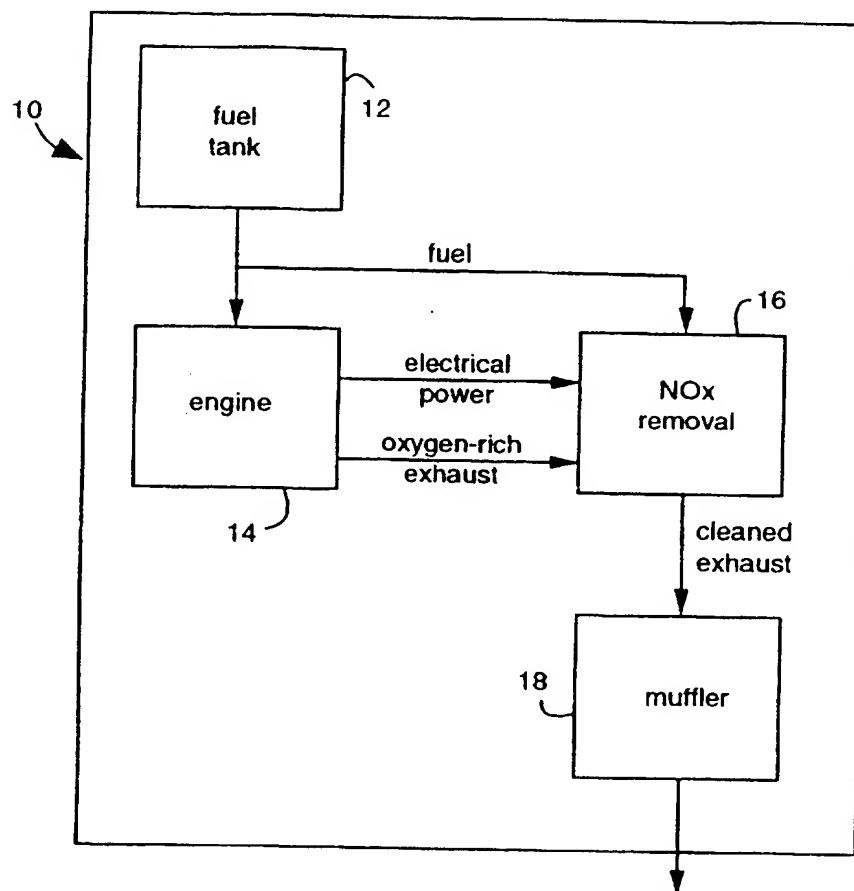 10
fuel
tank
12
fuel
16
engine
electrical
power
NOx
removal
oxygen-rich
exhaust
14
cleaned
exhaust
18
muffler